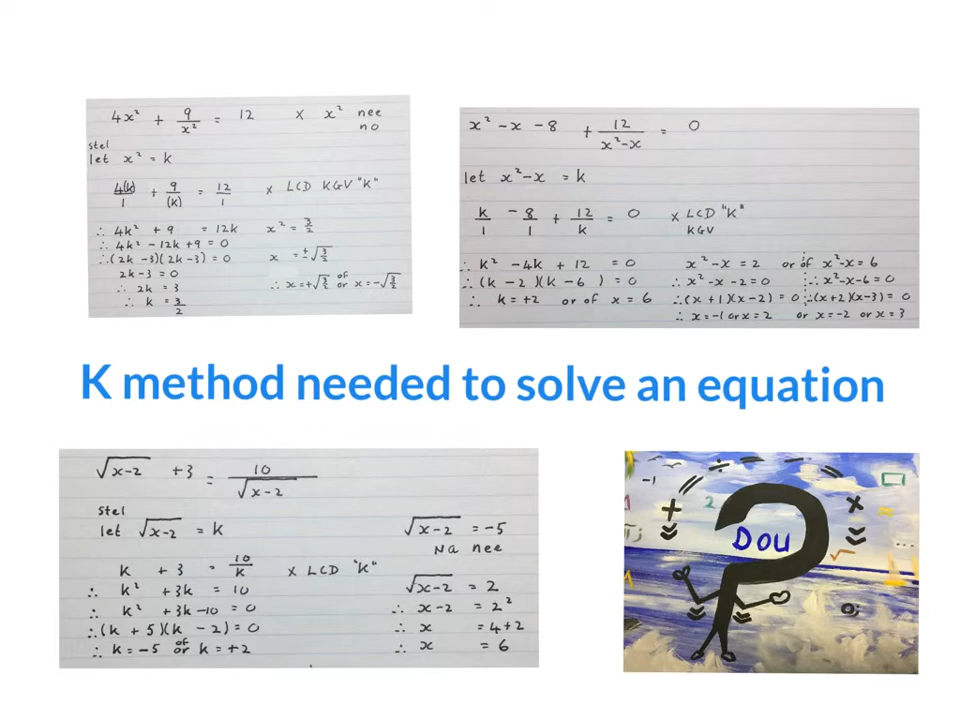 4x² + 9/x² = 12 × x² nee
no
stel
let x² = k
4(k)/1 + 9/(k) = 12/1 × LCD KGV "K"
∴ 4k² + 9 = 12k x² = 3/2
∴ 4k² - 12k + 9 = 0
∴ (2k - 3)(2k - 3) = 0 x = ±√3/2
2k - 3 = 0
∴ 2k = 3 ∴ x = +√3/2 of or x = -√3/2
∴ k = 3/2
x² - x - 8 + 12/x²-x = 0
let x² - x = k
k/1 - 8/1 + 12/k = 0 × LCD "K"
KGV
∴ k² - 4k + 12 = 0 x² - x = 2 or of x² - x = 6
∴ (k - 2)(k - 6) = 0 ∴ x² - x - 2 = 0 ∴ x² - x - 6 = 0
∴ k = +2 or of x = 6 ∴ (x + 1)(x - 2) = 0 ∴ (x + 2)(x - 3) = 0
∴ x = -1 or x = 2 or x = -2 or x = 3
K method needed to solve an equation
√x-2 + 3 = 10/√x-2
stel
let √x-2 = k
k + 3 = 10/k × LCD "K"
∴ k² + 3k = 10
∴ k² + 3k - 10 = 0
∴ (k + 5)(k - 2) = 0
∴ k = -5 of or k = +2
√x-2 = -5
Na nee
√x-2 = 2
∴ x - 2 = 2²
∴ x = 4 + 2
∴ x = 6
-1
2
÷
+
×
√
Dou